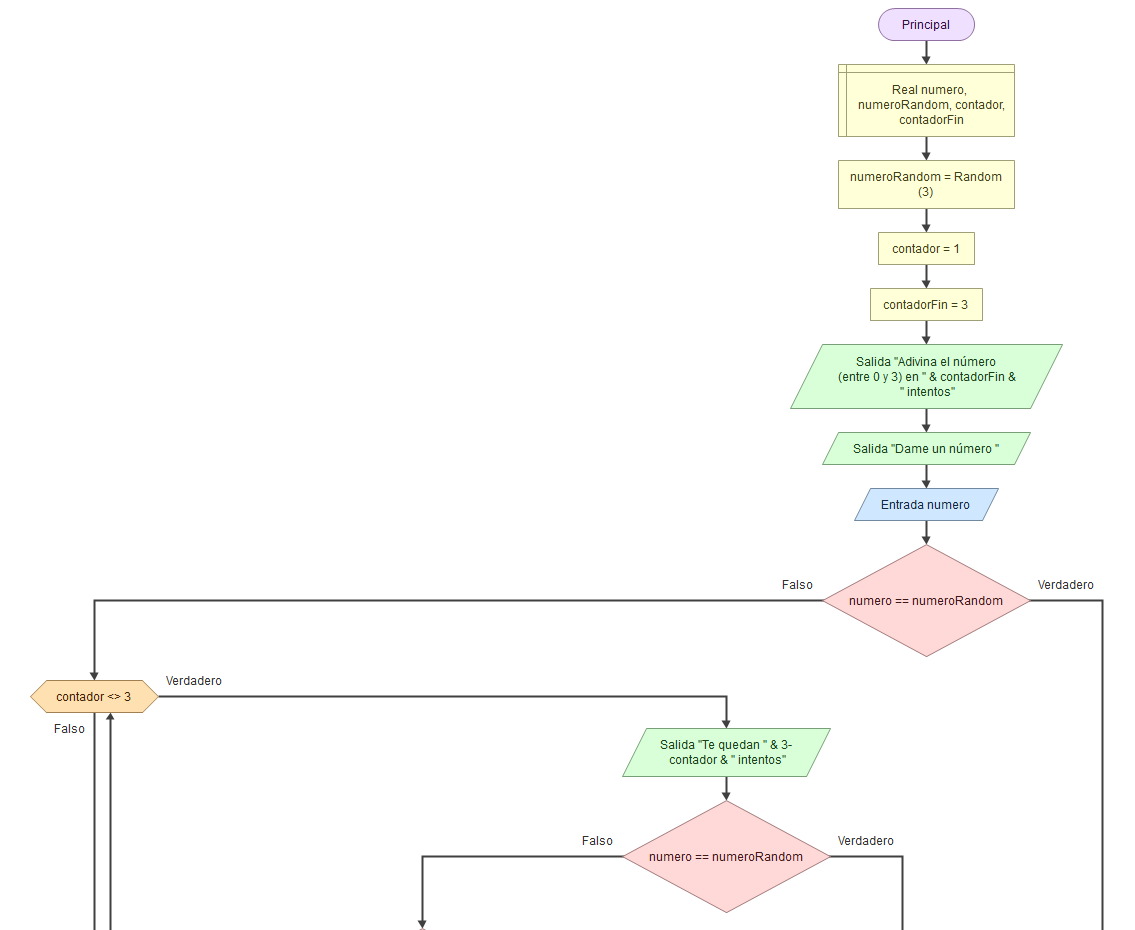 Principal
Real numero,
numeroRandom, contador,
contadorFin
numeroRandom = Random
(3)
contador = 1
contadorFin = 3
Salida "Adivina el número
(entre 0 y 3) en " & contadorFin &
" intentos"
Salida "Dame un número "
Entrada numero
Falso
Verdadero
numero == numeroRandom
contador <> 3
Verdadero
Falso
Salida "Te quedan " & 3-
contador & " intentos"
Falso
Verdadero
numero == numeroRandom